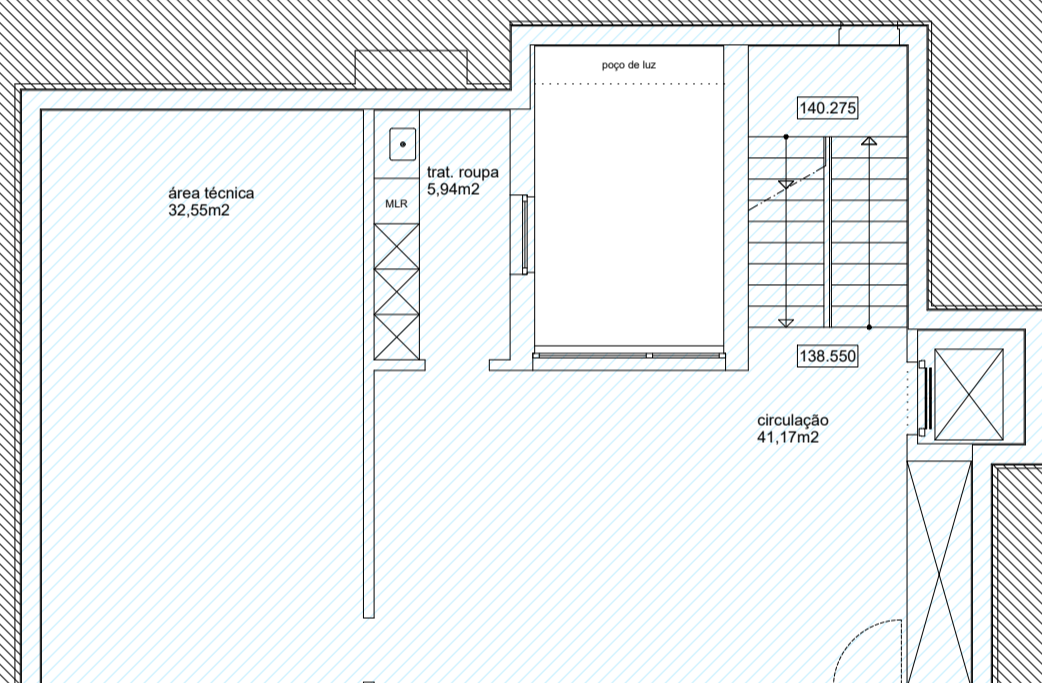 poço de luz
140.275
trat. roupa
5,94m2
área técnica
32,55m2
MLR
138.550
circulação
41,17m2